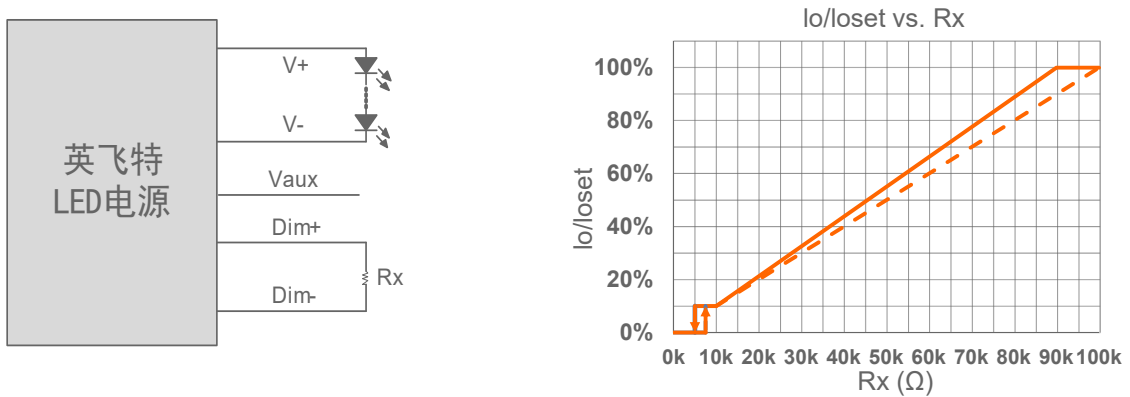 英飞特
LED电源
V+
V-
Vaux
Dim+
Dim-
Rx
Io/Ioset vs. Rx
Io/Ioset
100%
80%
60%
40%
20%
0%
0k 10k 20k 30k 40k 50k 60k 70k 80k 90k 100k
Rx (Ω)